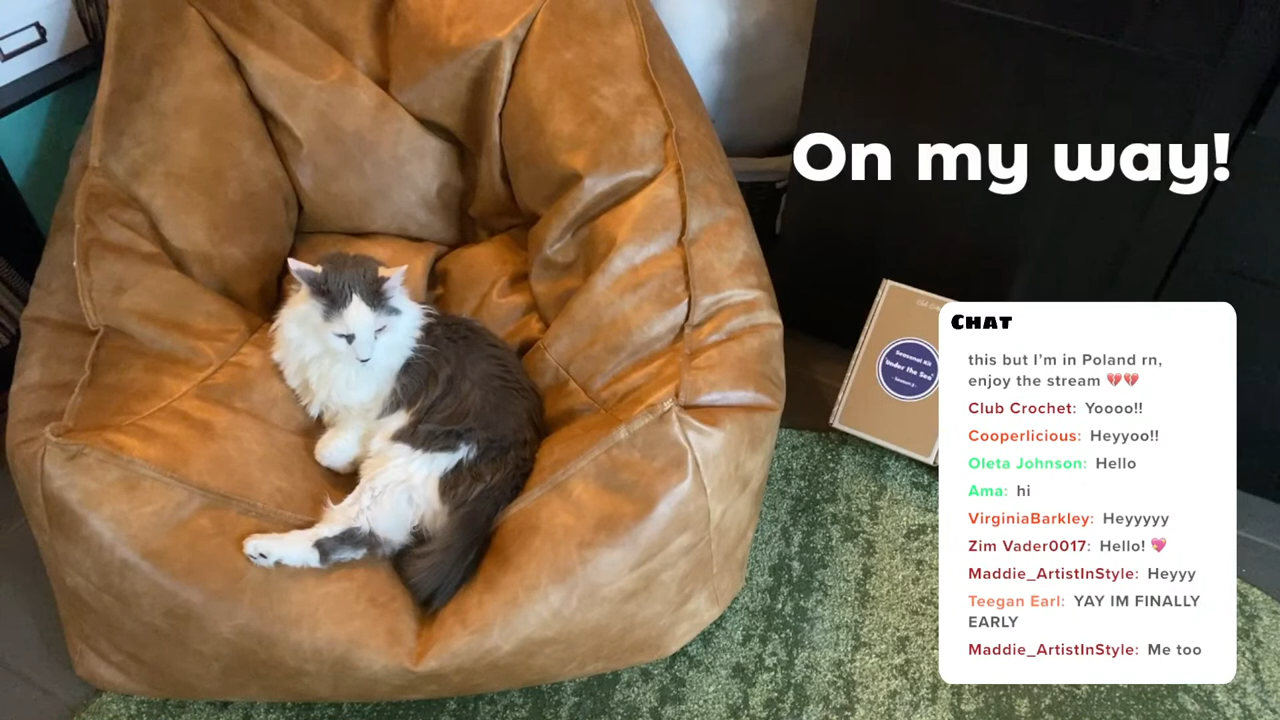 On my way!
Seasonal Kit
"Under the Sea"
Chat
this but I'm in Poland rn,
enjoy the stream 💔💔
Club Crochet: Yoooo!!
Cooperlicious: Heyyoo!!
Oleta Johnson: Hello
Ama: hi
VirginiaBarkley: Heyyyyy
Zim Vader0017: Hello! 💖
Maddie_ArtistInStyle: Heyyy
Teegan Earl: YAY IM FINALLY
EARLY
Maddie_ArtistInStyle: Me too